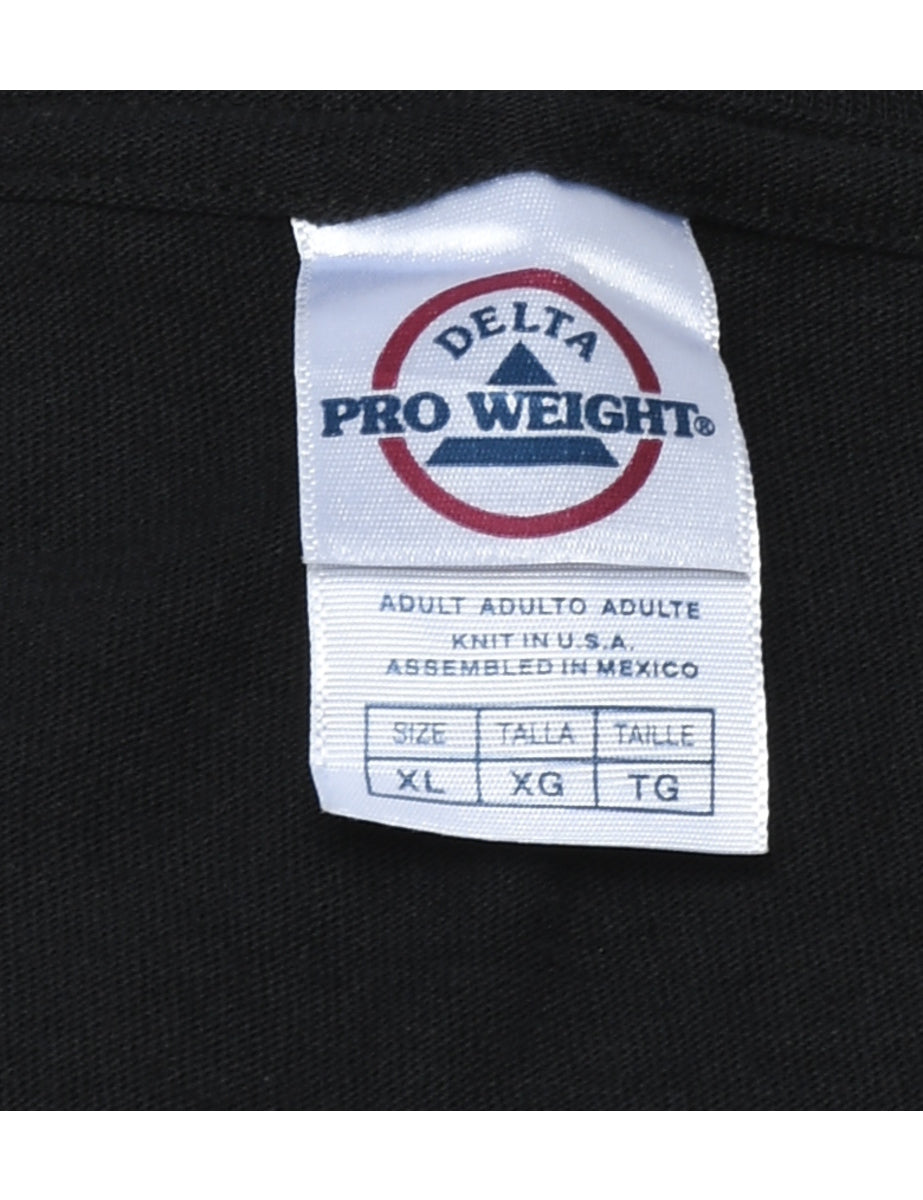 DELTA
PRO WEIGHT®
ADULT ADULTO ADULTE
KNIT IN U.S.A.
ASSEMBLED IN MEXICO
SIZE TALLA TAILLE
XL XG TG